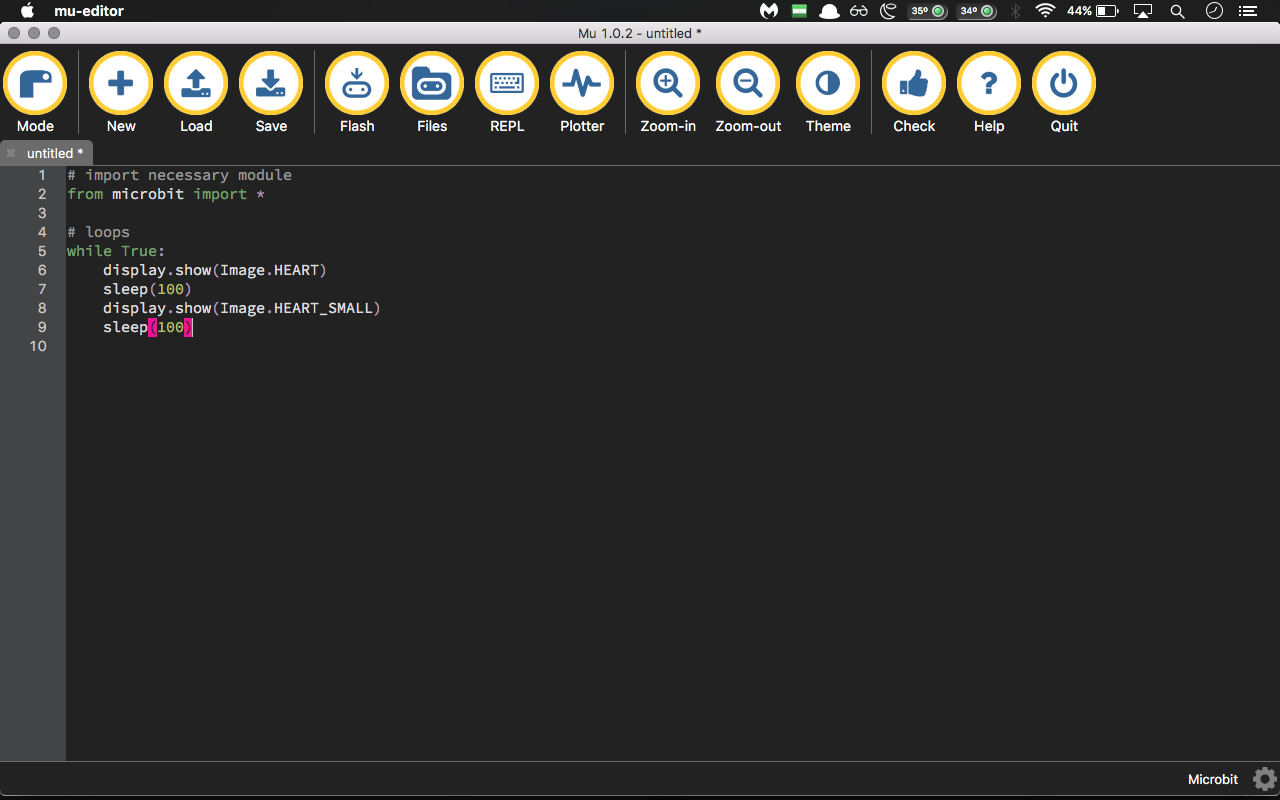 mu-editor 35º 34º 44%
Mu 1.0.2 - untitled *
Mode New Load Save Flash Files REPL Plotter Zoom-in Zoom-out Theme Check Help Quit
untitled *
1 # import necessary module
2 from microbit import *
3
4 # loops
5 while True:
6     display.show(Image.HEART)
7     sleep(100)
8     display.show(Image.HEART_SMALL)
9     sleep(100)
10
Microbit